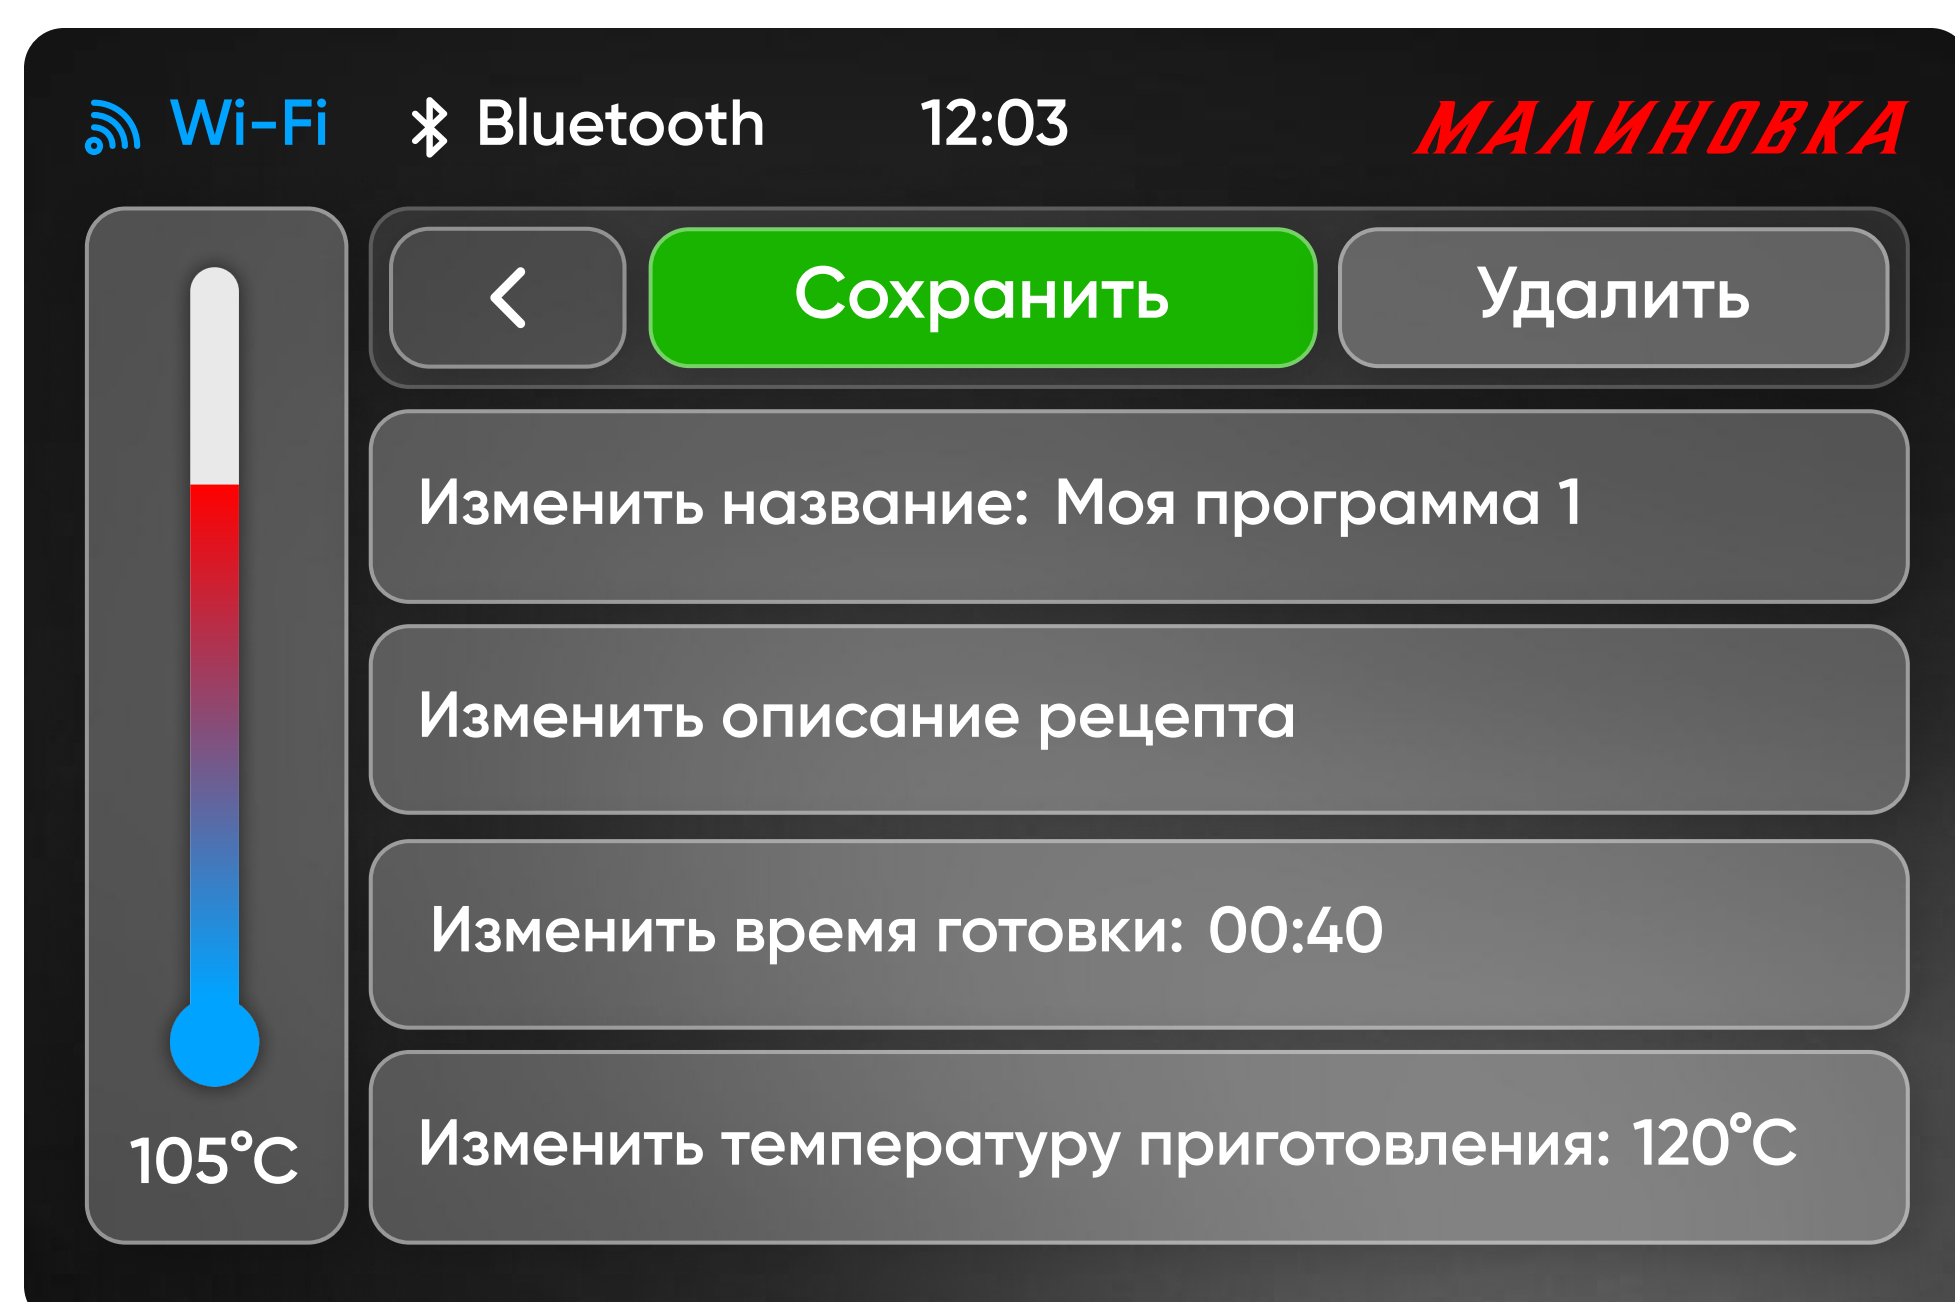 Wi-Fi Bluetooth 12:03 МАЛИНОВКА
Сохранить Удалить
Изменить название: Моя программа 1
Изменить описание рецепта
Изменить время готовки: 00:40
Изменить температуру приготовления: 120°C
105°C